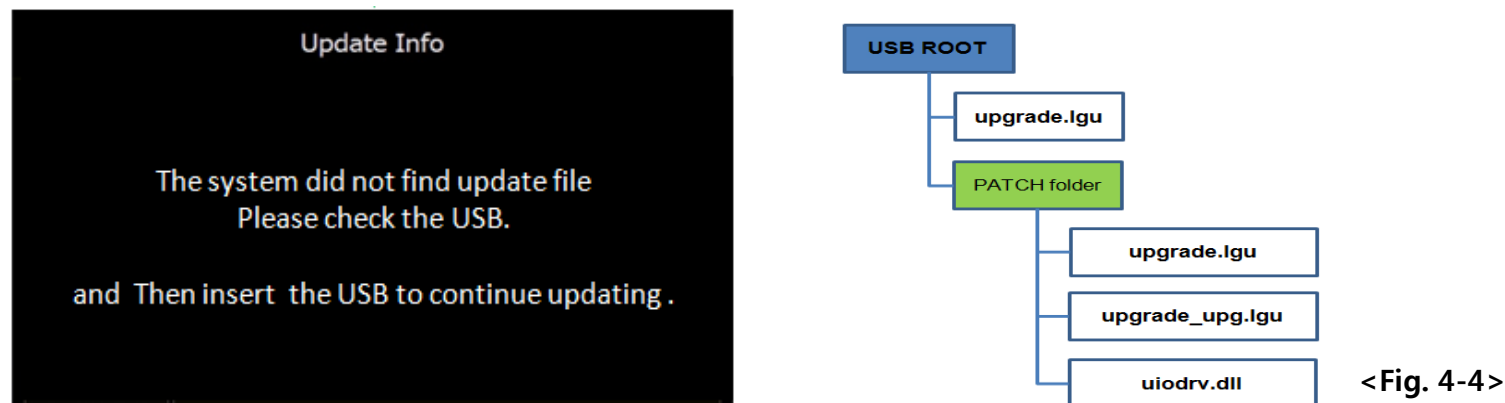 Update Info
The system did not find update file
Please check the USB.
and Then insert the USB to continue updating .
USB ROOT
upgrade.lgu
PATCH folder
upgrade.lgu
upgrade_upg.lgu
uiodrv.dll
<Fig. 4-4>